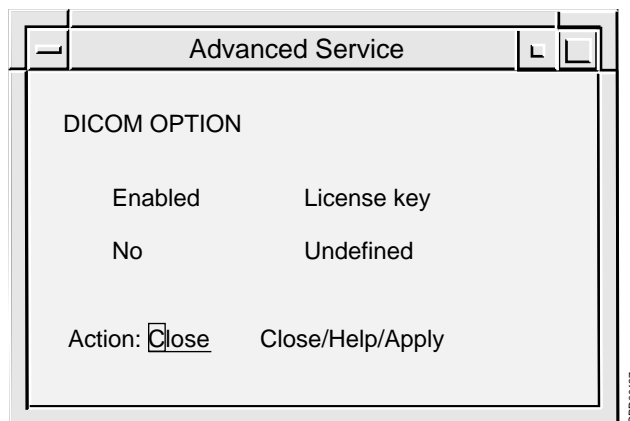 Advanced Service
DICOM OPTION
Enabled License key
No Undefined
Action: Close Close/Help/Apply